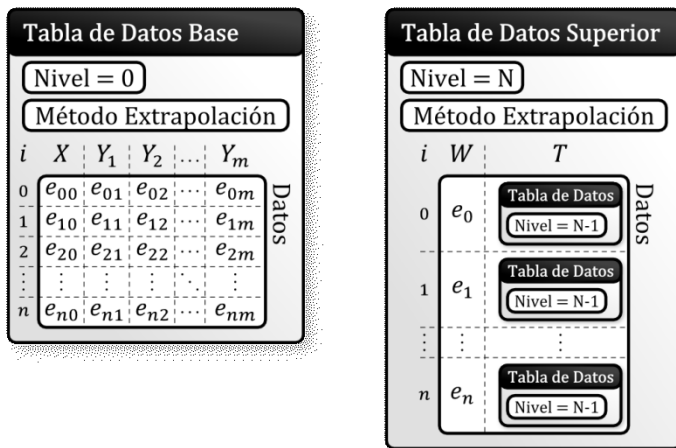 Tabla de Datos Base
Nivel = 0
Método Extrapolación
i X Y₁ Y₂ … Yₘ
0 e₀₀ e₀₁ e₀₂ ⋯ e₀ₘ
1 e₁₀ e₁₁ e₁₂ ⋯ e₁ₘ
2 e₂₀ e₂₁ e₂₂ ⋯ e₂ₘ
⋮ ⋮ ⋮ ⋮ ⋱ ⋮
n eₙ₀ eₙ₁ eₙ₂ ⋯ eₙₘ
Datos
Tabla de Datos Superior
Nivel = N
Método Extrapolación
i W T
0 e₀ Tabla de Datos
Nivel = N-1
1 e₁ Tabla de Datos
Nivel = N-1
⋮ ⋮ ⋮
n eₙ Tabla de Datos
Nivel = N-1
Datos